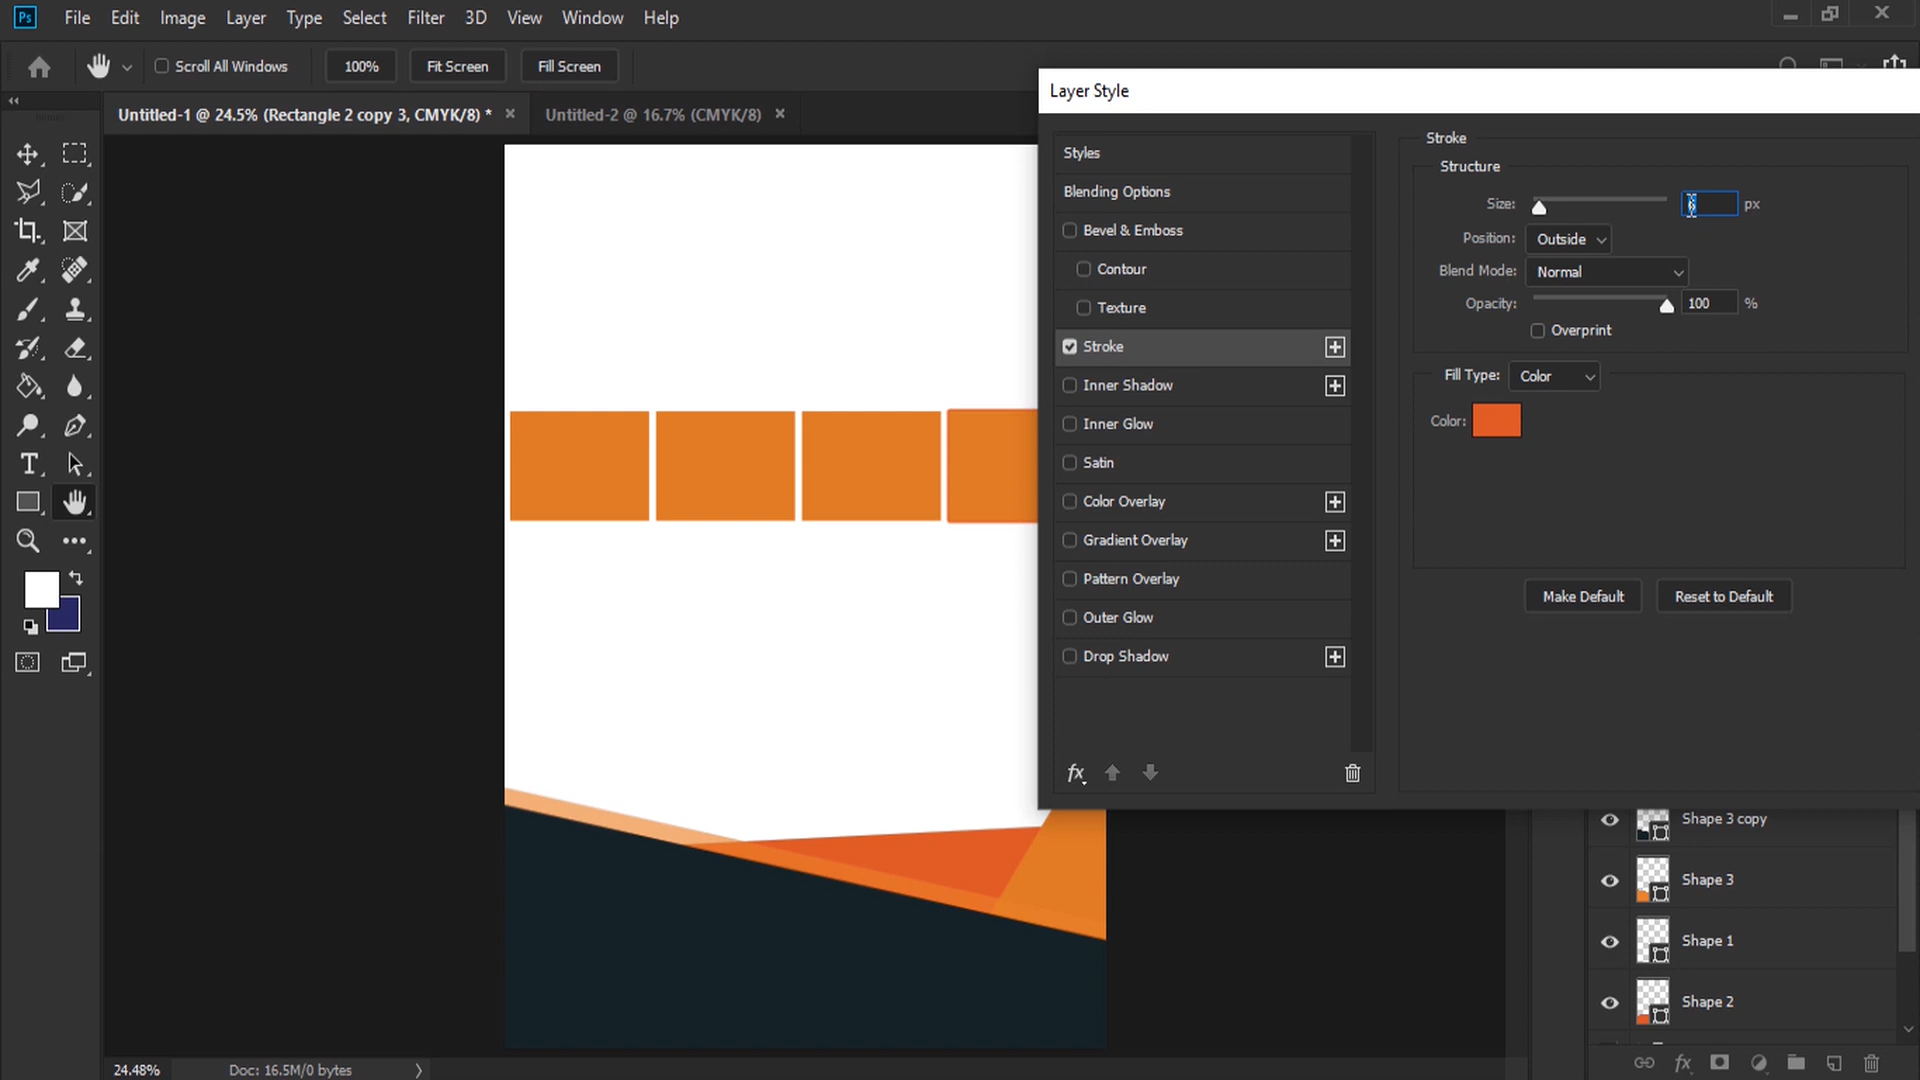 Ps File Edit Image Layer Type Select Filter 3D View Window Help
Scroll All Windows 100% Fit Screen Fill Screen
Untitled-1 @ 24.5% (Rectangle 2 copy 3, CMYK/8) * × Untitled-2 @ 16.7% (CMYK/8) ×
Layer Style
Styles
Blending Options
Bevel & Emboss
Contour
Texture
Stroke
Inner Shadow
Inner Glow
Satin
Color Overlay
Gradient Overlay
Pattern Overlay
Outer Glow
Drop Shadow
fx
Stroke
Structure
Size: px
Position: Outside
Blend Mode: Normal
Opacity: 100 %
Overprint
Fill Type: Color
Color:
Make Default Reset to Default
Shape 3 copy
Shape 3
Shape 1
Shape 2
fx
24.48% Doc: 16.5M/0 bytes